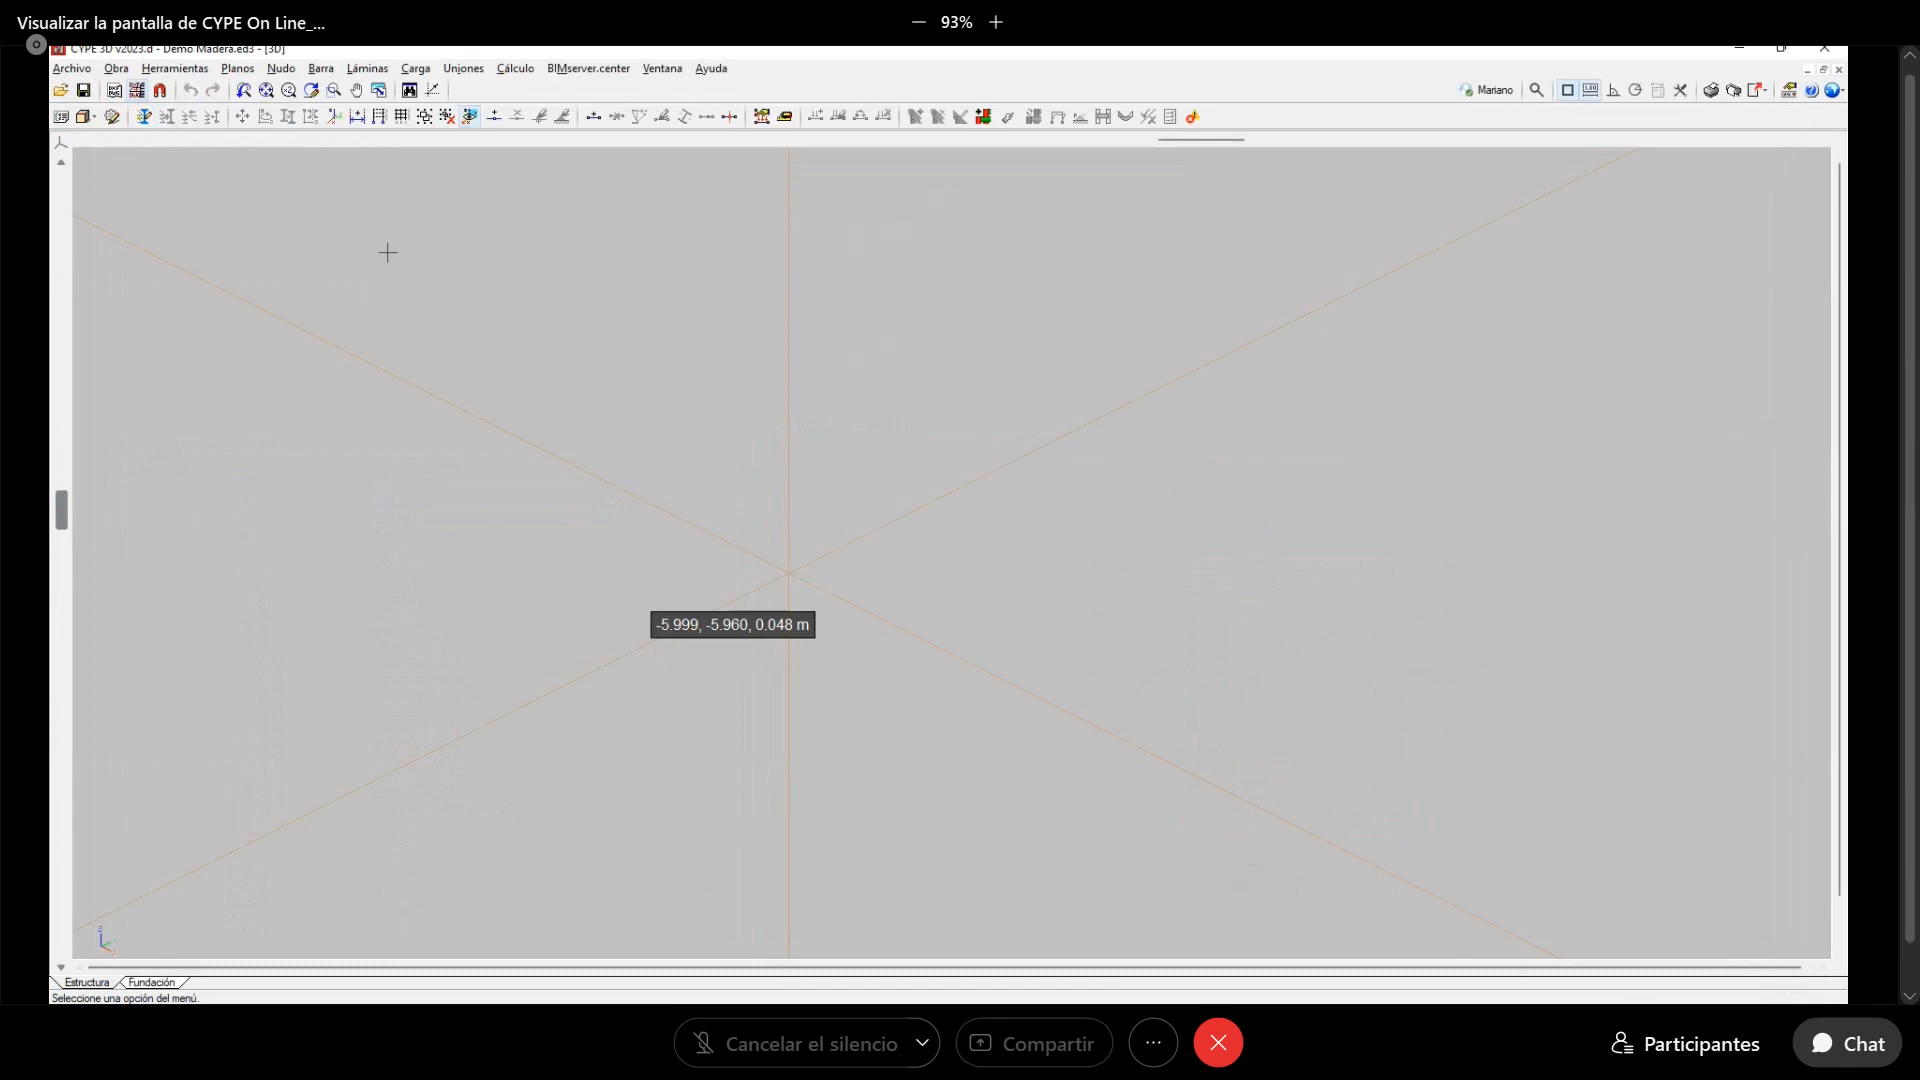 Visualizar la pantalla de CYPE On Line_...
93%
CYPE 3D v2023.d - Demo Madera.ed3 - [3D]
Archivo Obra Herramientas Planos Nudo Barra Láminas Carga Uniones Cálculo BIMserver.center Ventana Ayuda
Mariano
-5.999, -5.960, 0.048 m
Estructura Fundación
Seleccione una opción del menú.
Cancelar el silencio Compartir Participantes Chat